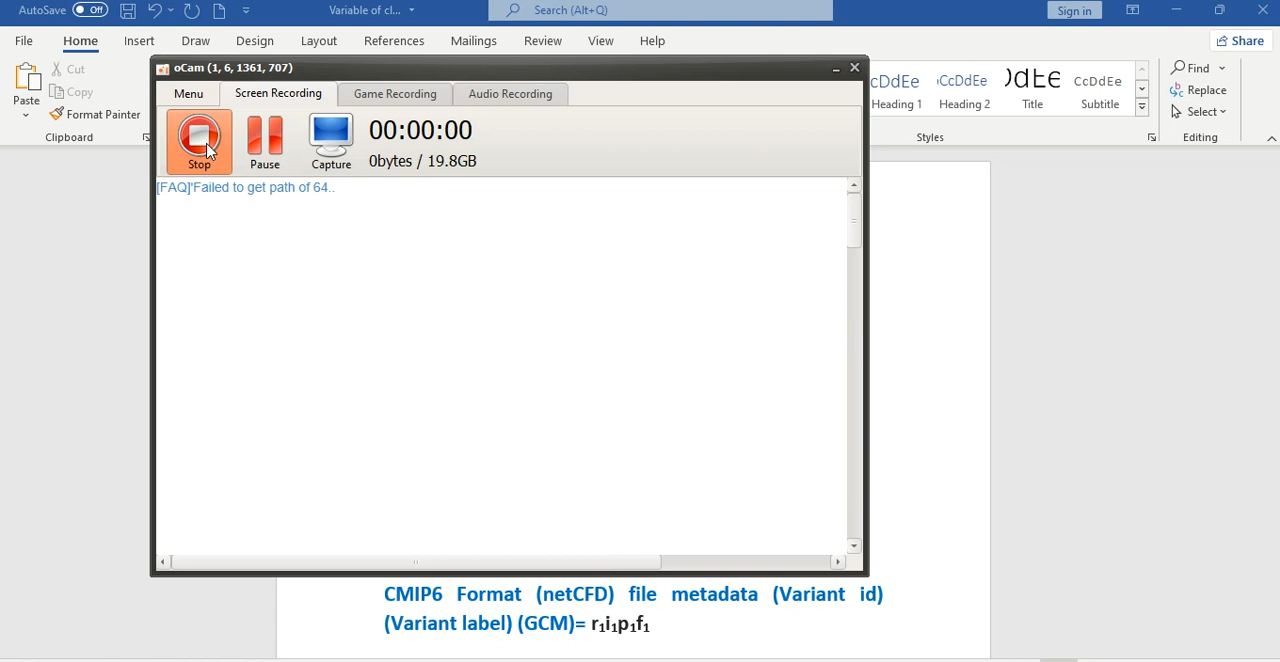 AutoSave Off Variable of cl... Search (Alt+Q) Sign in
File Home Insert Draw Design Layout References Mailings Review View Help Share
oCam (1, 6, 1361, 707)
Menu Screen Recording Game Recording Audio Recording
Paste
Cut
Copy
Format Painter
Clipboard
Stop
Pause
Capture
00:00:00
0bytes / 19.8GB
[FAQ]'Failed to get path of 64..
CcDdEe
Heading 1
CcDdEe
Heading 2
Title
CcDdEe
Subtitle
Styles
Find
Replace
Select
Editing
CMIP6 Format (netCFD) file metadata (Variant id)
(Variant label) (GCM)= r₁i₁p₁f₁